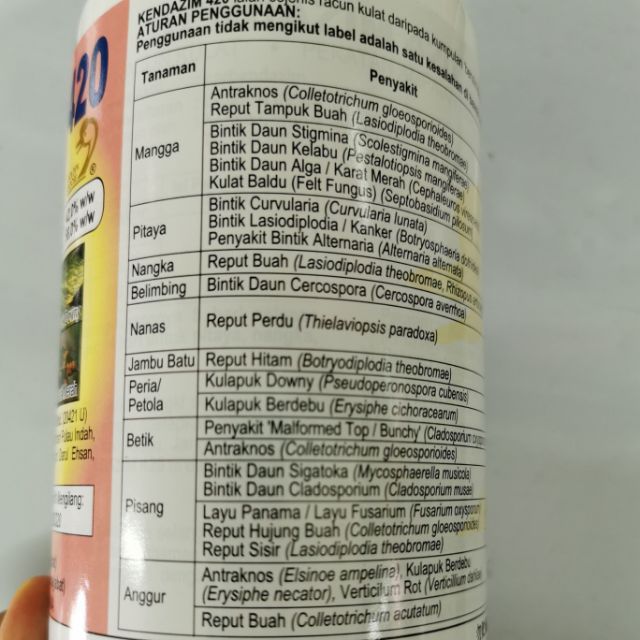 KENDAZIM 420 ialah sejenis racun kulat daripada kumpulan
ATURAN PENGGUNAAN:
Penggunaan tidak mengikut label adalah satu kesalahan di
Tanaman Penyakit
Mangga
Antraknos (Colletotrichum gloeosporioides)
Reput Tampuk Buah (Lasiodiplodia theobromae)
Bintik Daun Stigmina (Scolestigmina mangiferae)
Bintik Daun Kelabu (Pestalotiopsis mangiferae)
Bintik Daun Alga / Karat Merah (Cephaleuros
Kulat Baldu (Felt Fungus) (Septobasidium
Pitaya
Bintik Curvularia (Curvularia lunata)
Bintik Lasiodiplodia / Kanker (Botryosphaeria
Penyakit Bintik Alternaria (Alternaria alternata)
Nangka Reput Buah (Lasiodiplodia theobromae, Rhizopus
Belimbing Bintik Daun Cercospora (Cercospora averrhoa)
Nanas Reput Perdu (Thielaviopsis paradoxa)
Jambu Batu Reput Hitam (Botryodiplodia theobromae)
Peria/
Petola
Kulapuk Downy (Pseudoperonospora cubensis)
Kulapuk Berdebu (Erysiphe cichoracearum)
Betik
Penyakit 'Malformed Top / Bunchy' (Cladosporium
Antraknos (Colletotrichum gloeosporioides)
Pisang
Bintik Daun Sigatoka (Mycosphaerella musicola)
Bintik Daun Cladosporium (Cladosporium musae)
Layu Panama / Layu Fusarium (Fusarium oxysporum)
Reput Hujung Buah (Colletotrichum gloeosporioides)
Reput Sisir (Lasiodiplodia theobromae)
Anggur
Antraknos (Elsinoe ampelina), Kulapuk Berdebu
(Erysiphe necator), Verticilum Rot (Verticillium
Reput Buah (Colletotrichum acutatum)
420
®
w/w
w/w
Indah,
Ehsan,